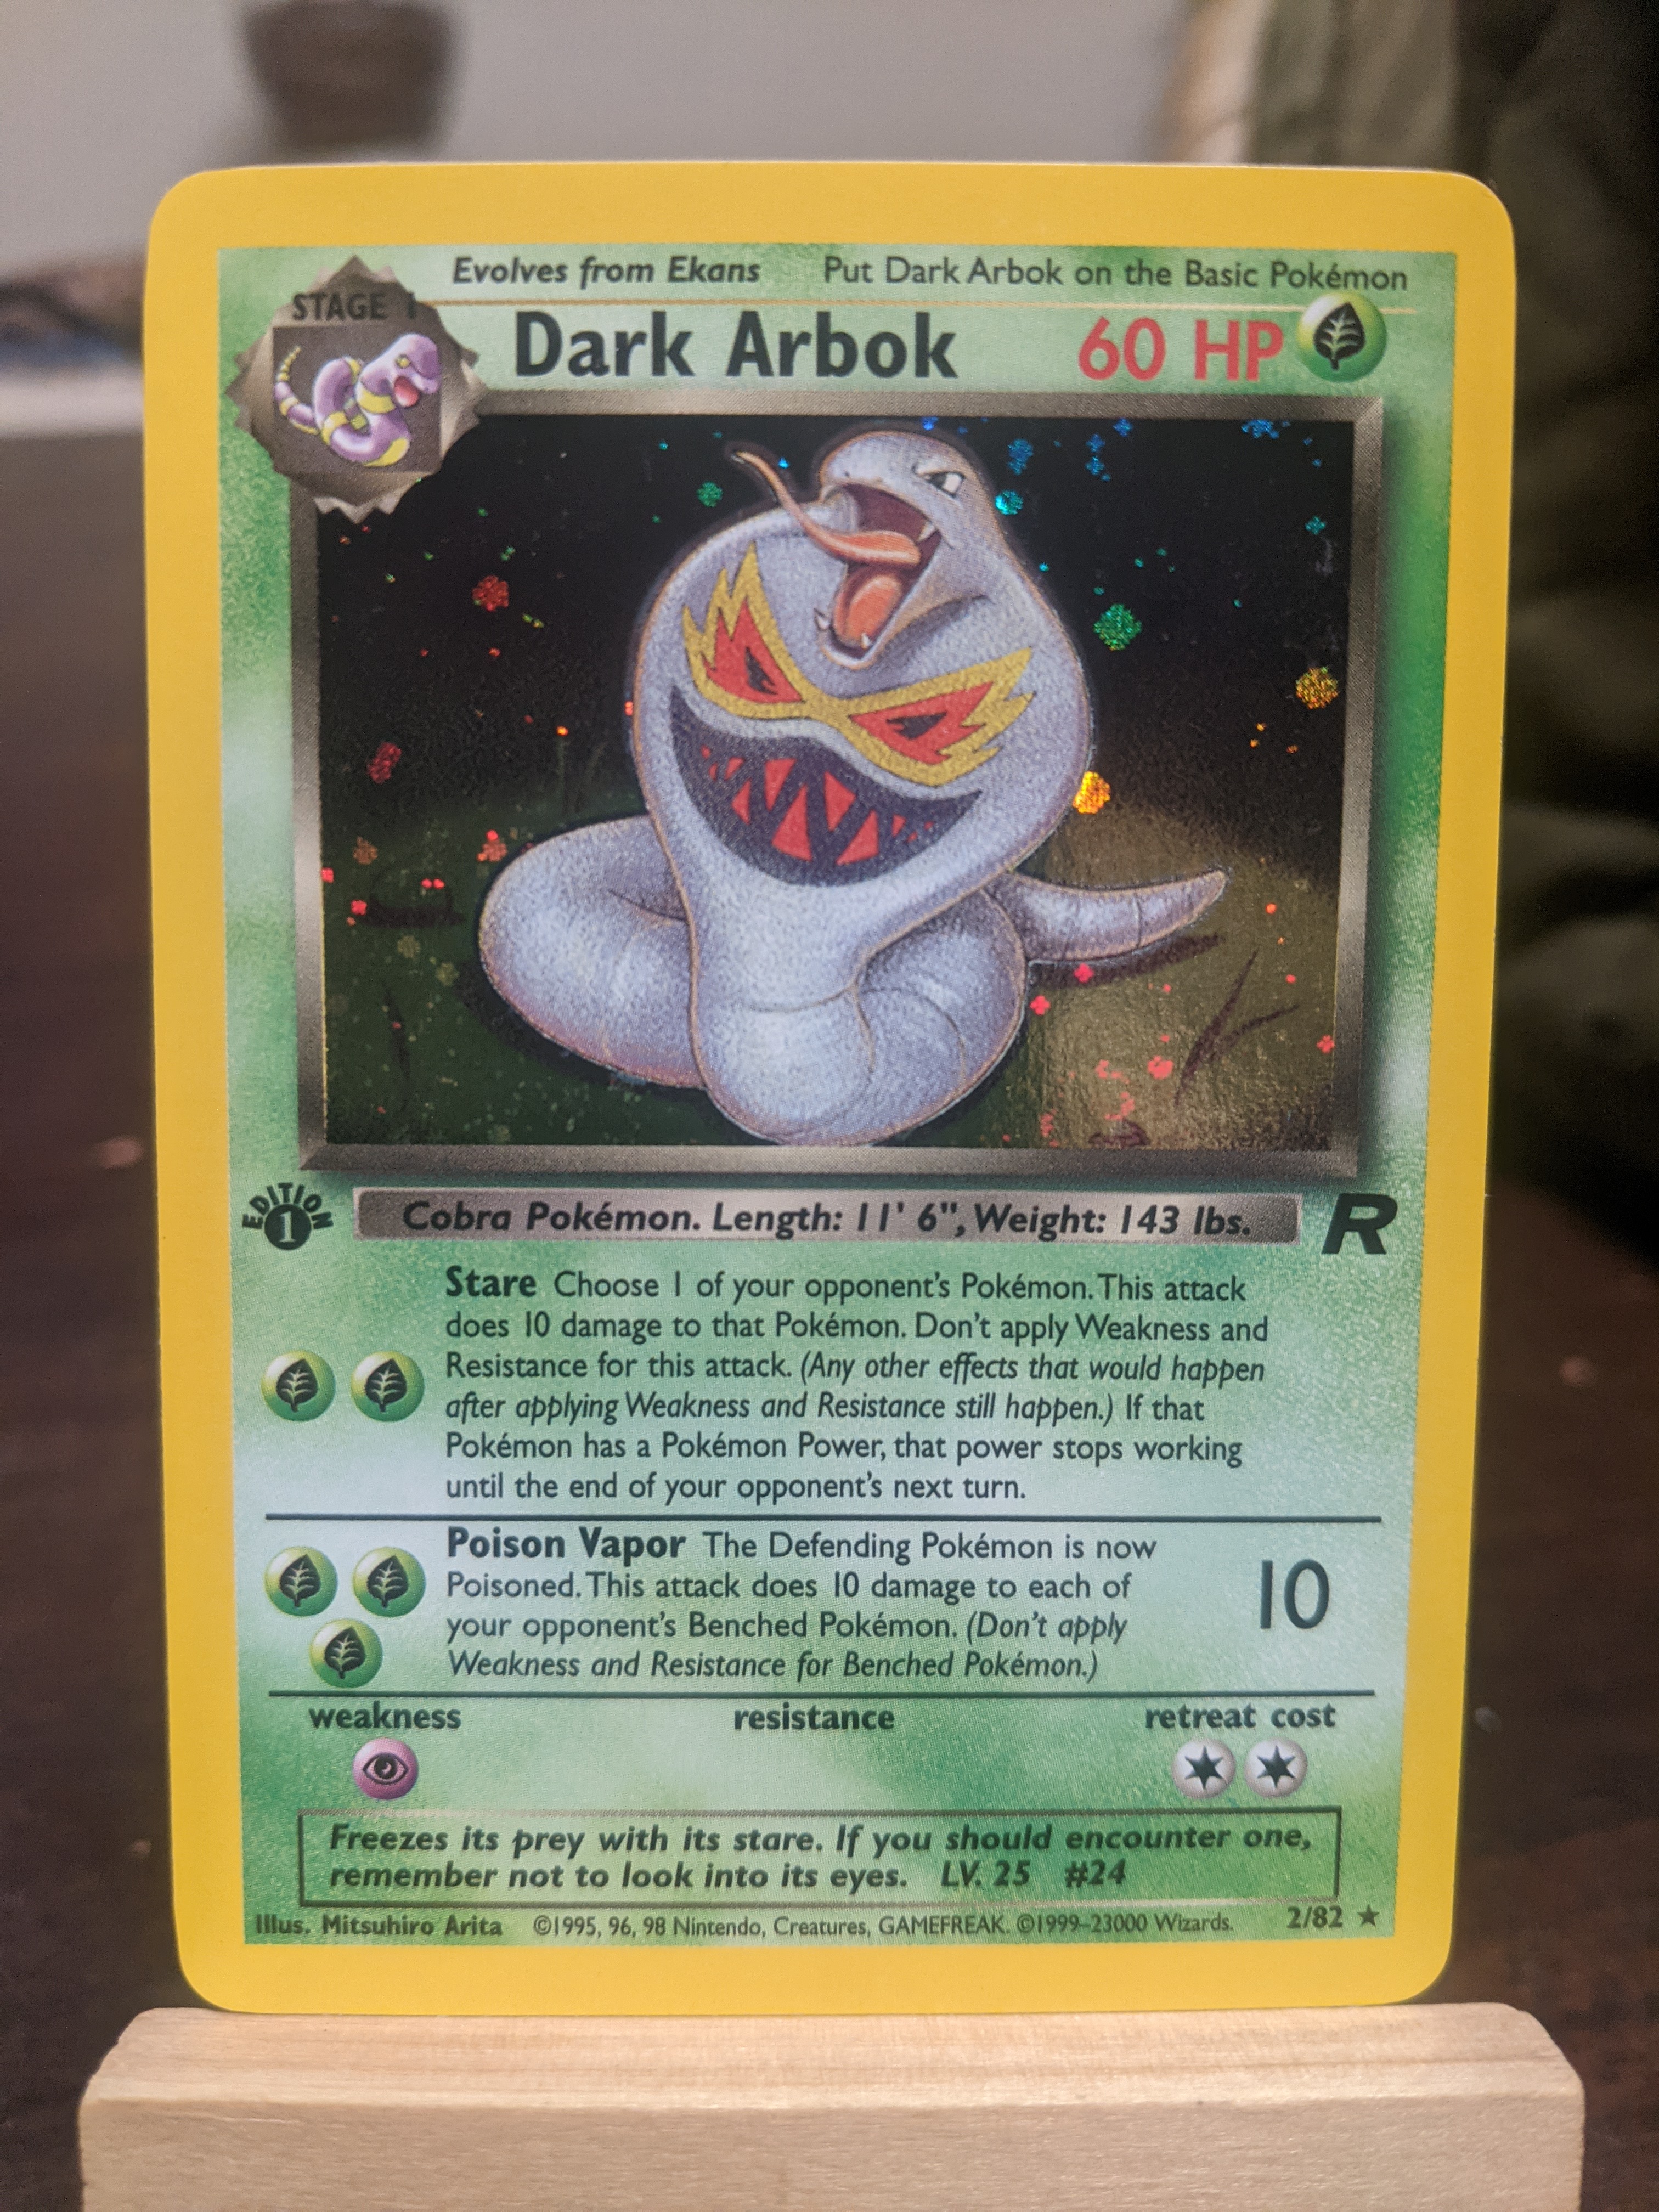 Evolves from Ekans Put Dark Arbok on the Basic Pokémon
STAGE 1
Dark Arbok 60 HP
EDITION
1
Cobra Pokémon. Length: 11' 6", Weight: 143 lbs.
R
Stare Choose 1 of your opponent's Pokémon. This attack
does 10 damage to that Pokémon. Don't apply Weakness and
Resistance for this attack. (Any other effects that would happen
after applying Weakness and Resistance still happen.) If that
Pokémon has a Pokémon Power, that power stops working
until the end of your opponent's next turn.
Poison Vapor The Defending Pokémon is now
Poisoned. This attack does 10 damage to each of
your opponent's Benched Pokémon. (Don't apply
Weakness and Resistance for Benched Pokémon.)
10
weakness resistance retreat cost
Freezes its prey with its stare. If you should encounter one,
remember not to look into its eyes. LV. 25 #24
Illus. Mitsuhiro Arita ©1995, 96, 98 Nintendo, Creatures, GAMEFREAK. ©1999–23000 Wizards. 2/82 ★